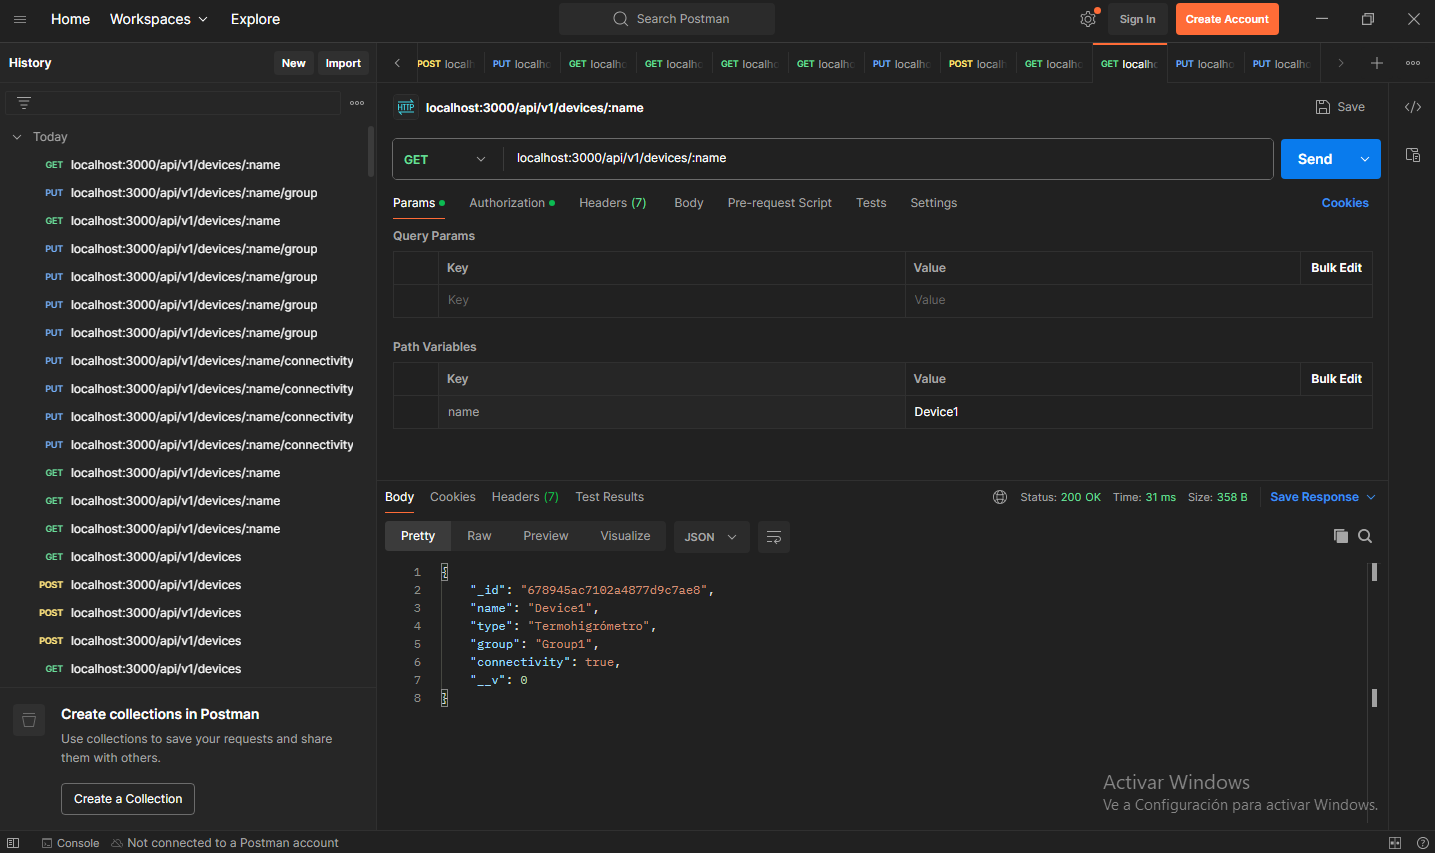 Home Workspaces Explore Search Postman Sign In Create Account
History New Import
POST localh PUT localhc GET localhc GET localhc GET localhc GET localhc PUT localhc POST localh GET localhc GET localhc PUT localhc PUT localhc
HTTP localhost:3000/api/v1/devices/:name Save
Today
GET localhost:3000/api/v1/devices/:name
PUT localhost:3000/api/v1/devices/:name/group
GET localhost:3000/api/v1/devices/:name
PUT localhost:3000/api/v1/devices/:name/group
PUT localhost:3000/api/v1/devices/:name/group
PUT localhost:3000/api/v1/devices/:name/group
PUT localhost:3000/api/v1/devices/:name/group
PUT localhost:3000/api/v1/devices/:name/connectivity
PUT localhost:3000/api/v1/devices/:name/connectivity
PUT localhost:3000/api/v1/devices/:name/connectivity
PUT localhost:3000/api/v1/devices/:name/connectivity
GET localhost:3000/api/v1/devices/:name
GET localhost:3000/api/v1/devices/:name
GET localhost:3000/api/v1/devices/:name
GET localhost:3000/api/v1/devices
POST localhost:3000/api/v1/devices
POST localhost:3000/api/v1/devices
POST localhost:3000/api/v1/devices
GET localhost:3000/api/v1/devices
Create collections in Postman
Use collections to save your requests and share
them with others.
Create a Collection
GET localhost:3000/api/v1/devices/:name Send
Params Authorization Headers (7) Body Pre-request Script Tests Settings Cookies
Query Params
Key Value Bulk Edit
Key Value
Path Variables
Key Value Bulk Edit
name Device1
Body Cookies Headers (7) Test Results Status: 200 OK Time: 31 ms Size: 358 B Save Response
Pretty Raw Preview Visualize JSON
1 {
2 "_id": "678945ac7102a4877d9c7ae8",
3 "name": "Device1",
4 "type": "Termohigrómetro",
5 "group": "Group1",
6 "connectivity": true,
7 "__v": 0
8 }
Activar Windows
Ve a Configuración para activar Windows.
Console Not connected to a Postman account